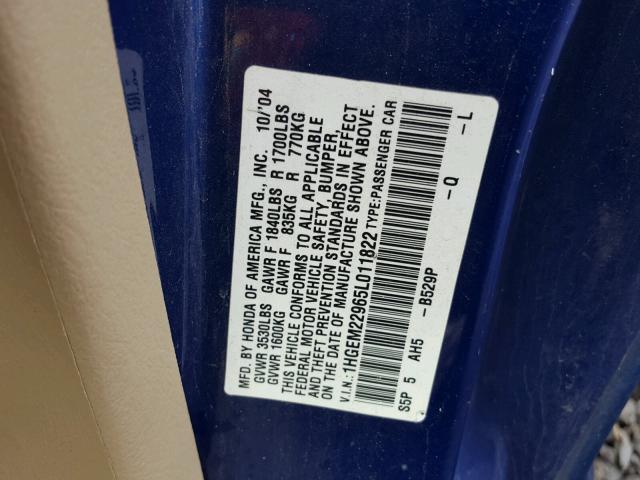 MFD. BY HONDA OF AMERICA MFG., INC. 10/'04
GVWR 3530LBS GAWR F 1840LBS R 1700LBS
GVWR 1600KG GAWR F 835KG R 770KG
THIS VEHICLE CONFORMS TO ALL APPLICABLE
FEDERAL MOTOR VEHICLE SAFETY, BUMPER,
AND THEFT PREVENTION STANDARDS IN EFFECT
ON THE DATE OF MANUFACTURE SHOWN ABOVE.
V.I.N.: 1HGEM22965L011822 TYPE:PASSENGER CAR
S5P 5 AH5 -B529P -Q -L